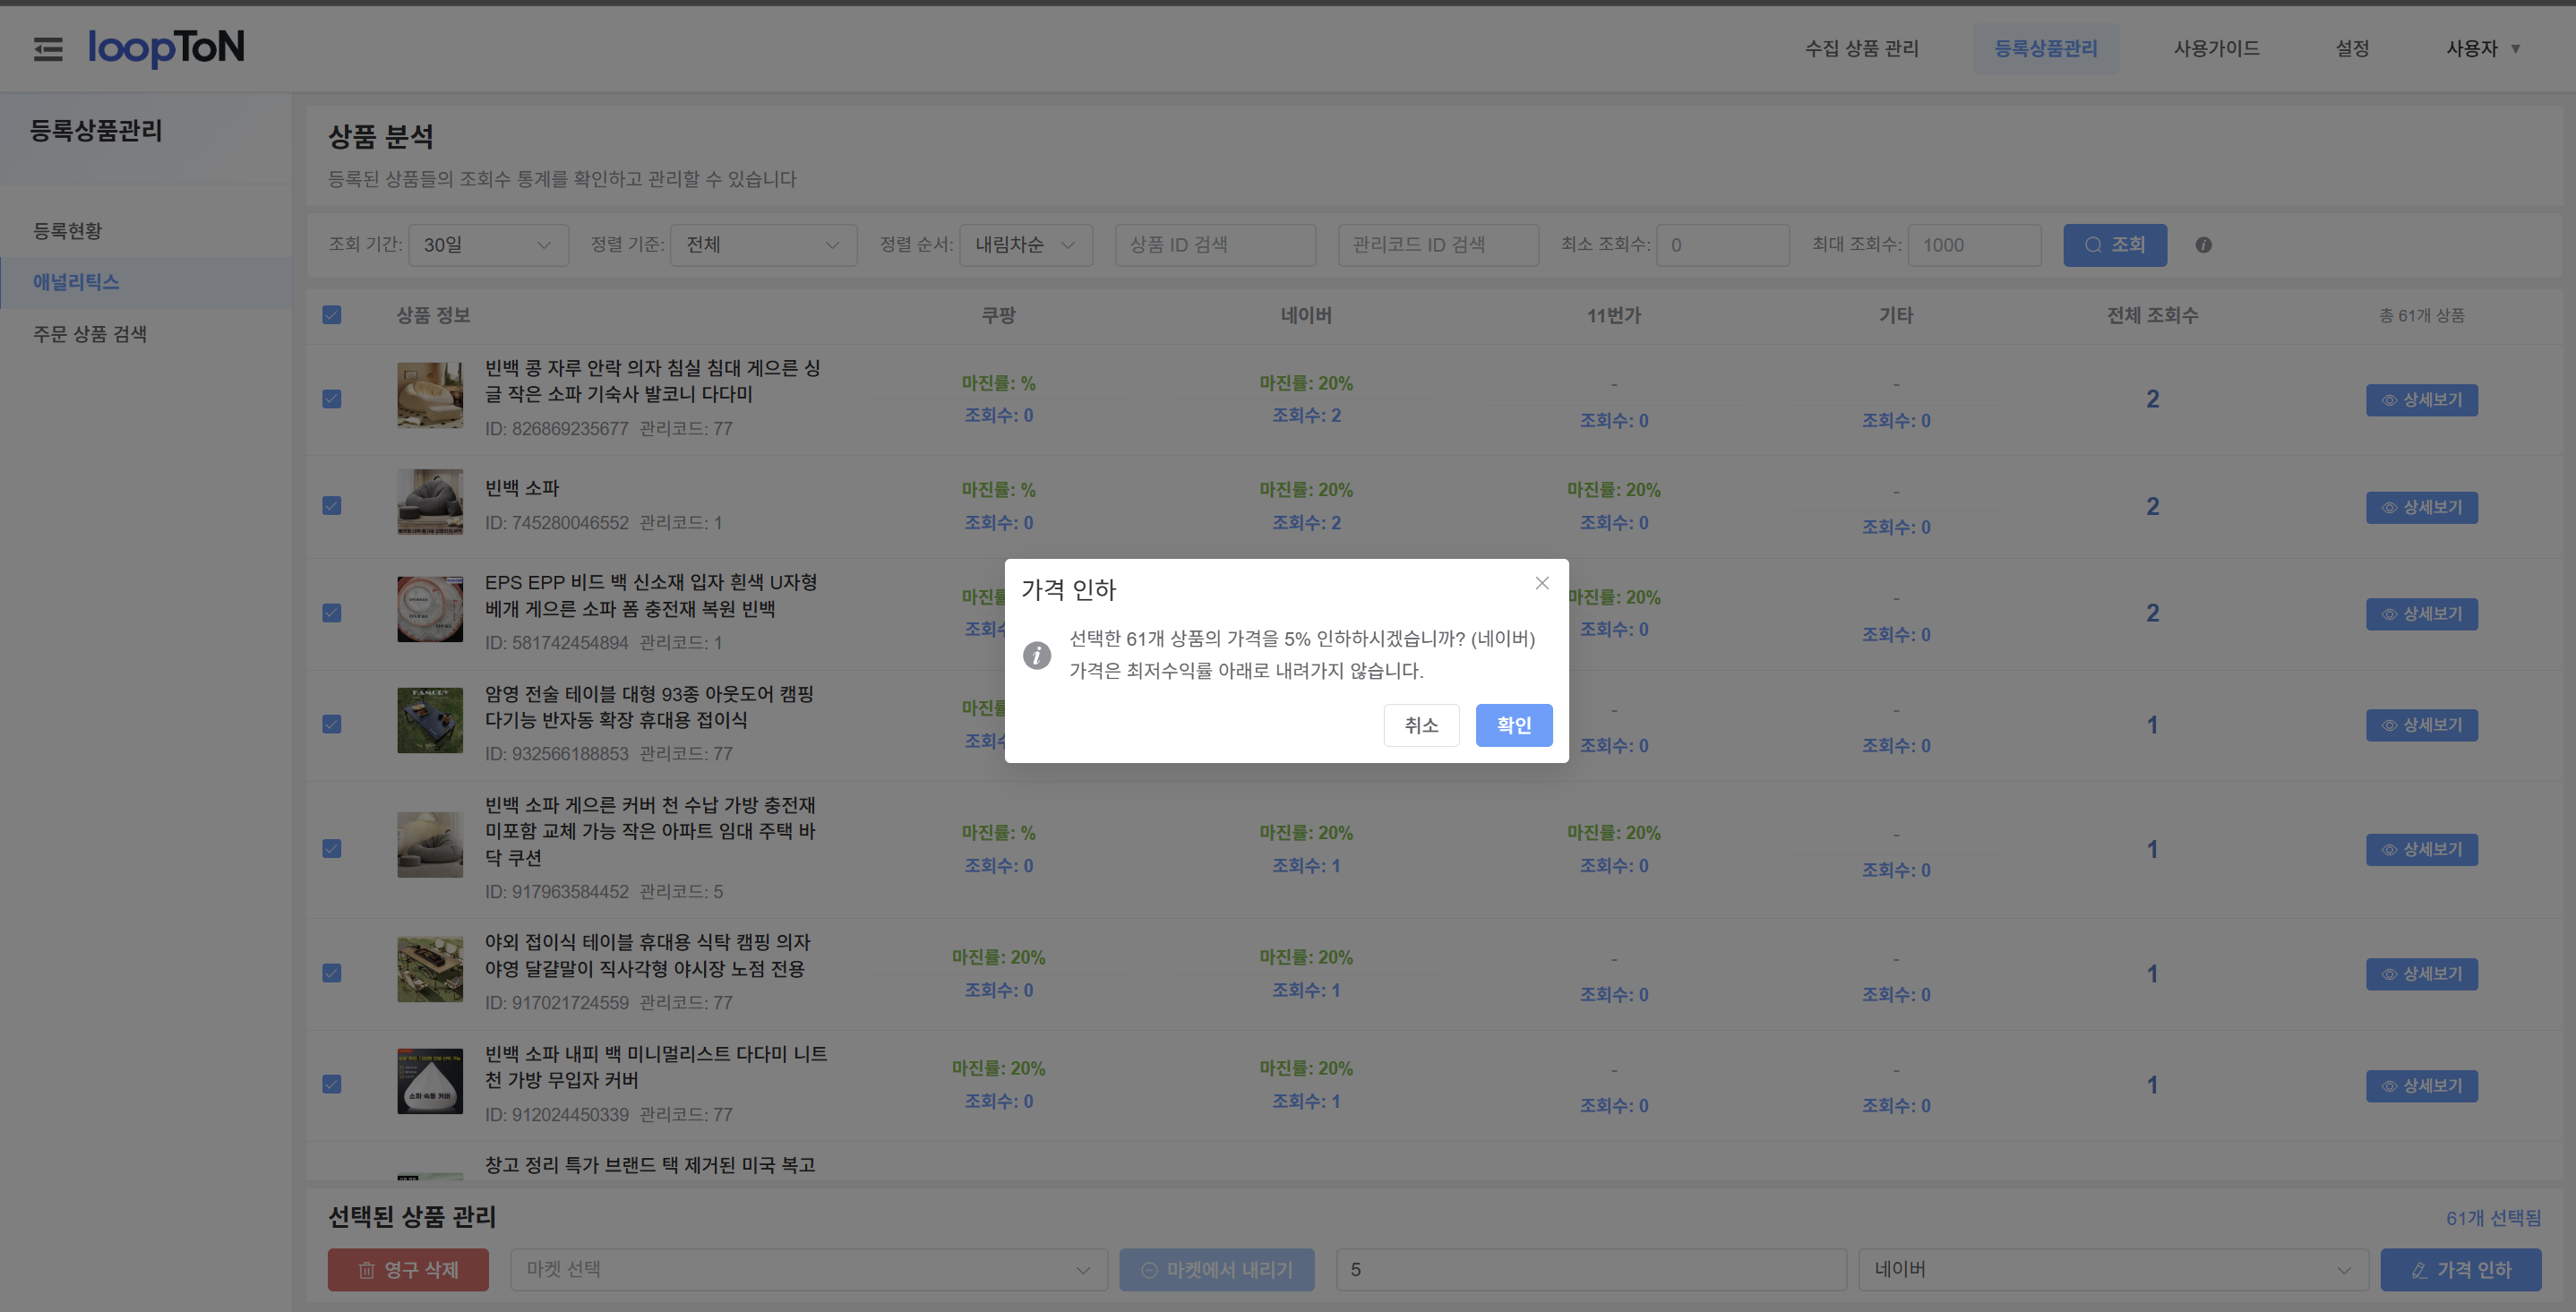 loopToN
수집 상품 관리 등록상품관리 사용가이드 설정 사용자 ▼
등록상품관리
등록현황
애널리틱스
주문 상품 검색
상품 분석
등록된 상품들의 조회수 통계를 확인하고 관리할 수 있습니다
조회 기간: 30일 정렬 기준: 전체 정렬 순서: 내림차순 상품 ID 검색 관리코드 ID 검색 최소 조회수: 0 최대 조회수: 1000 조회
상품 정보 쿠팡 네이버 11번가 기타 전체 조회수 총 61개 상품
빈백 콩 자루 안락 의자 침실 침대 게으른 싱
글 작은 소파 기숙사 발코니 다다미
ID: 826869235677 관리코드: 77
마진률: % 마진률: 20% - -
조회수: 0 조회수: 2 조회수: 0 조회수: 0
2 상세보기
빈백 소파
ID: 745280046552 관리코드: 1
마진률: % 마진률: 20% 마진률: 20% -
조회수: 0 조회수: 2 조회수: 0 조회수: 0
2 상세보기
EPS EPP 비드 백 신소재 입자 흰색 U자형
베개 게으른 소파 폼 충전재 복원 빈백
ID: 581742454894 관리코드: 1
마진률: 20% -
조회수: 0 조회수: 0
2 상세보기
암영 전술 테이블 대형 93종 아웃도어 캠핑
다기능 반자동 확장 휴대용 접이식
ID: 932566188853 관리코드: 77
- -
조회수: 0 조회수: 0
1 상세보기
빈백 소파 게으른 커버 천 수납 가방 충전재
미포함 교체 가능 작은 아파트 임대 주택 바
닥 쿠션
ID: 917963584452 관리코드: 5
마진률: % 마진률: 20% 마진률: 20% -
조회수: 0 조회수: 1 조회수: 0 조회수: 0
1 상세보기
야외 접이식 테이블 휴대용 식탁 캠핑 의자
야영 달걀말이 직사각형 야시장 노점 전용
ID: 917021724559 관리코드: 77
마진률: 20% 마진률: 20% - -
조회수: 0 조회수: 1 조회수: 0 조회수: 0
1 상세보기
빈백 소파 내피 백 미니멀리스트 다다미 니트
천 가방 무입자 커버
ID: 912024450339 관리코드: 77
소파 속통 커버
마진률: 20% 마진률: 20% - -
조회수: 0 조회수: 1 조회수: 0 조회수: 0
1 상세보기
창고 정리 특가 브랜드 택 제거된 미국 복고
가격 인하
선택한 61개 상품의 가격을 5% 인하하시겠습니까? (네이버)
가격은 최저수익률 아래로 내려가지 않습니다.
취소 확인
선택된 상품 관리 61개 선택됨
영구 삭제 마켓 선택 마켓에서 내리기 5 네이버 가격 인하